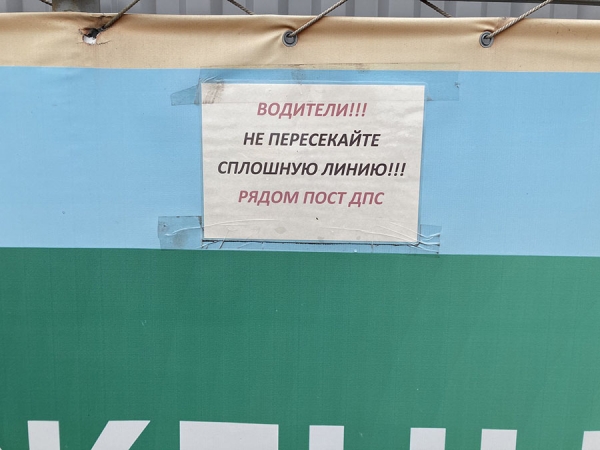 ВОДИТЕЛИ!!!
НЕ ПЕРЕСЕКАЙТЕ
СПЛОШНУЮ ЛИНИЮ!!!
РЯДОМ ПОСТ ДПС